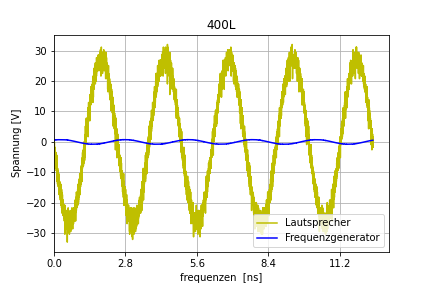 400L
30
20
10
0
−10
−20
−30
Spannung [V]
Lautsprecher
Frequenzgenerator
0.0 2.8 5.6 8.4 11.2
frequenzen [ns]